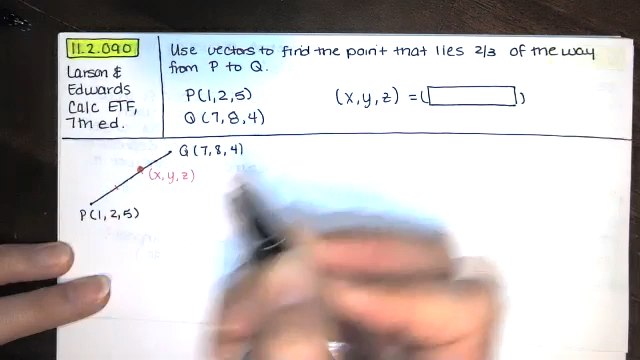 11.2.090
Larson &
Edwards
Calc ETF,
7th ed.
Use vectors to find the point that lies 2/3 of the way
from P to Q.
P(1,2,5)
Q(7,8,4)
(x,y,z) = ( )
Q(7,8,4)
(x,y,z)
P(1,2,5)